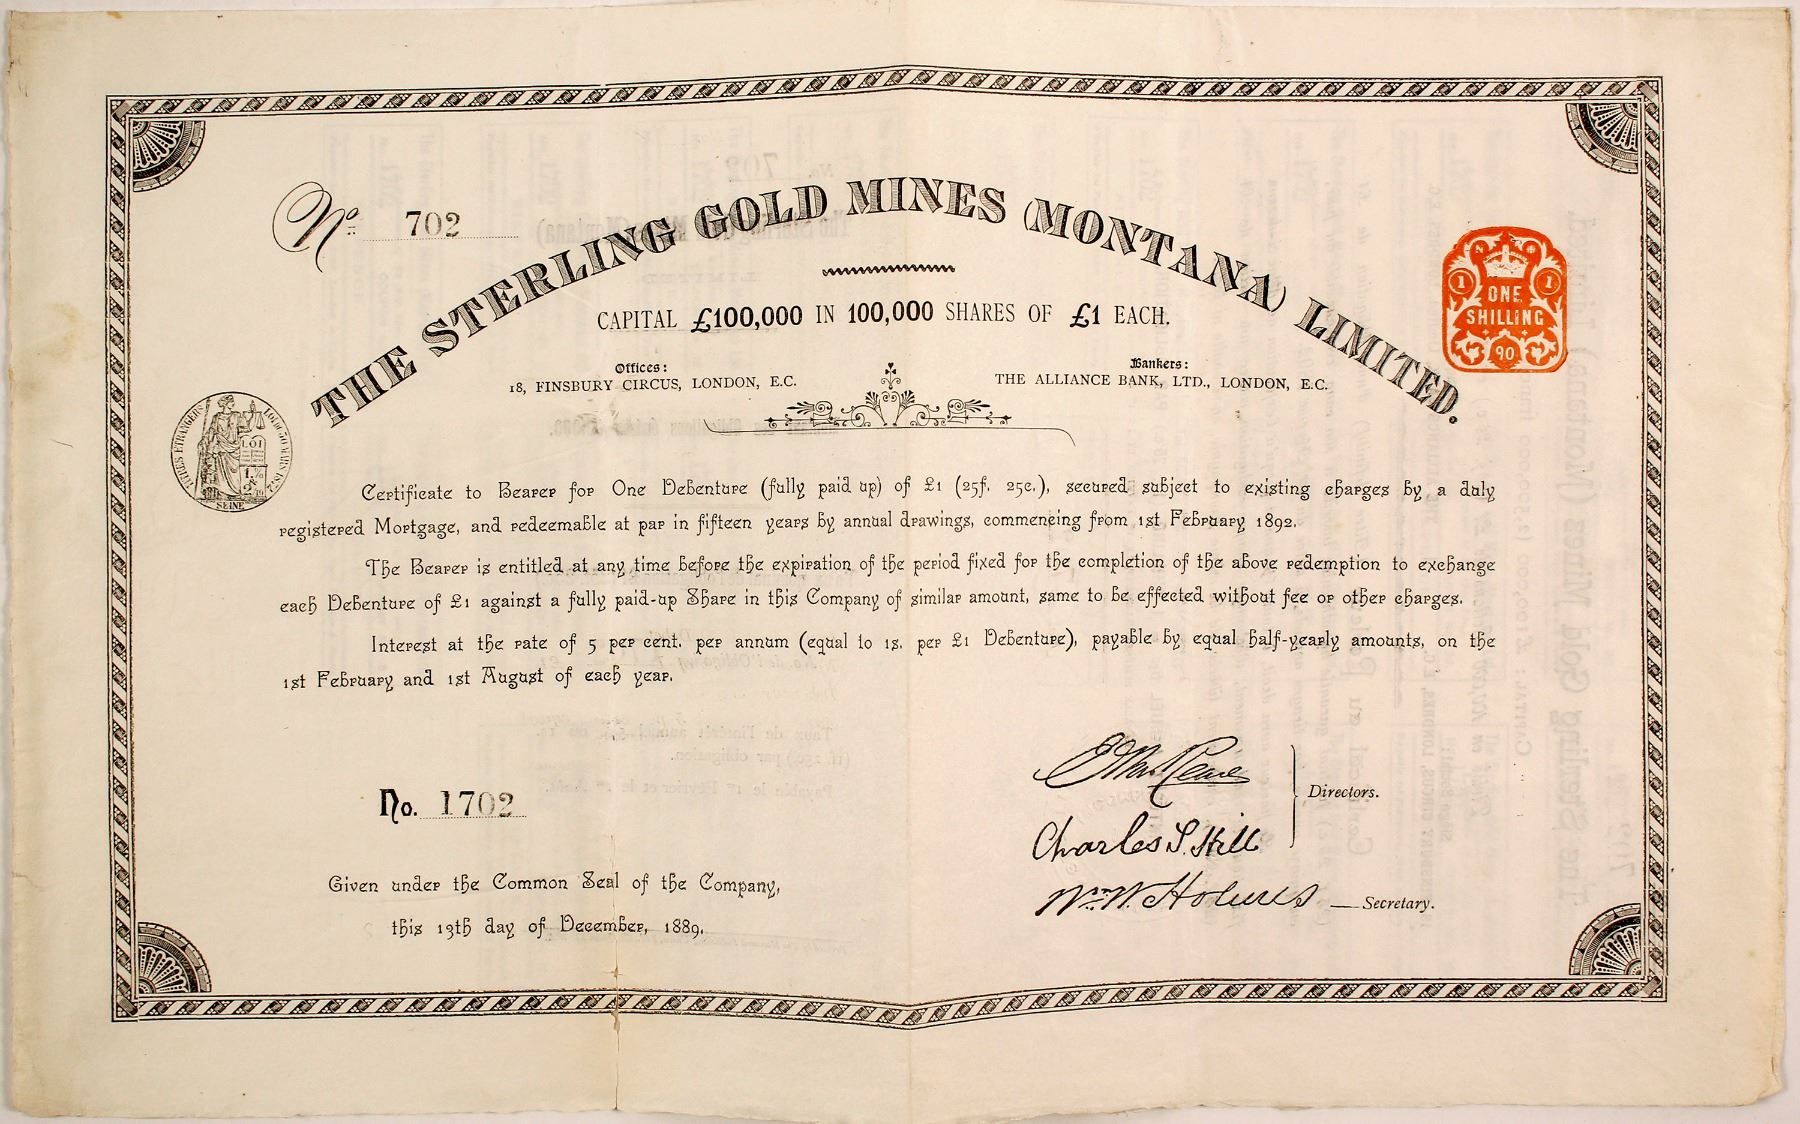 No. 702
THE STERLING GOLD MINES (MONTANA) LIMITED.
CAPITAL £100,000 IN 100,000 SHARES OF £1 EACH.
Offices:
18, FINSBURY CIRCUS, LONDON, E.C.
Bankers:
THE ALLIANCE BANK, LTD., LONDON, E.C.
1 1
ONE
SHILLING
90
TITRES ETRANGERS
LOI DU 30 MARS 1872
LOI
SEINE
Certificate to Bearer for One Debenture (fully paid up) of £1 (25f. 25c.), secured subject to existing charges by a duly
registered Mortgage, and redeemable at par in fifteen years by annual drawings, commencing from 1st February 1892.
The Bearer is entitled at any time before the expiration of the period fixed for the completion of the above redemption to exchange
each Debenture of £1 against a fully paid-up Share in this Company of similar amount, same to be effected without fee or other charges.
Interest at the rate of 5 per cent. per annum (equal to 1s. per £1 Debenture), payable by equal half-yearly amounts, on the
1st February and 1st August of each year.
No. 1702
Given under the Common Seal of the Company,
this 13th day of December, 1889.
Directors.
Charles S. Hill
Wm. W. Holmes — Secretary.